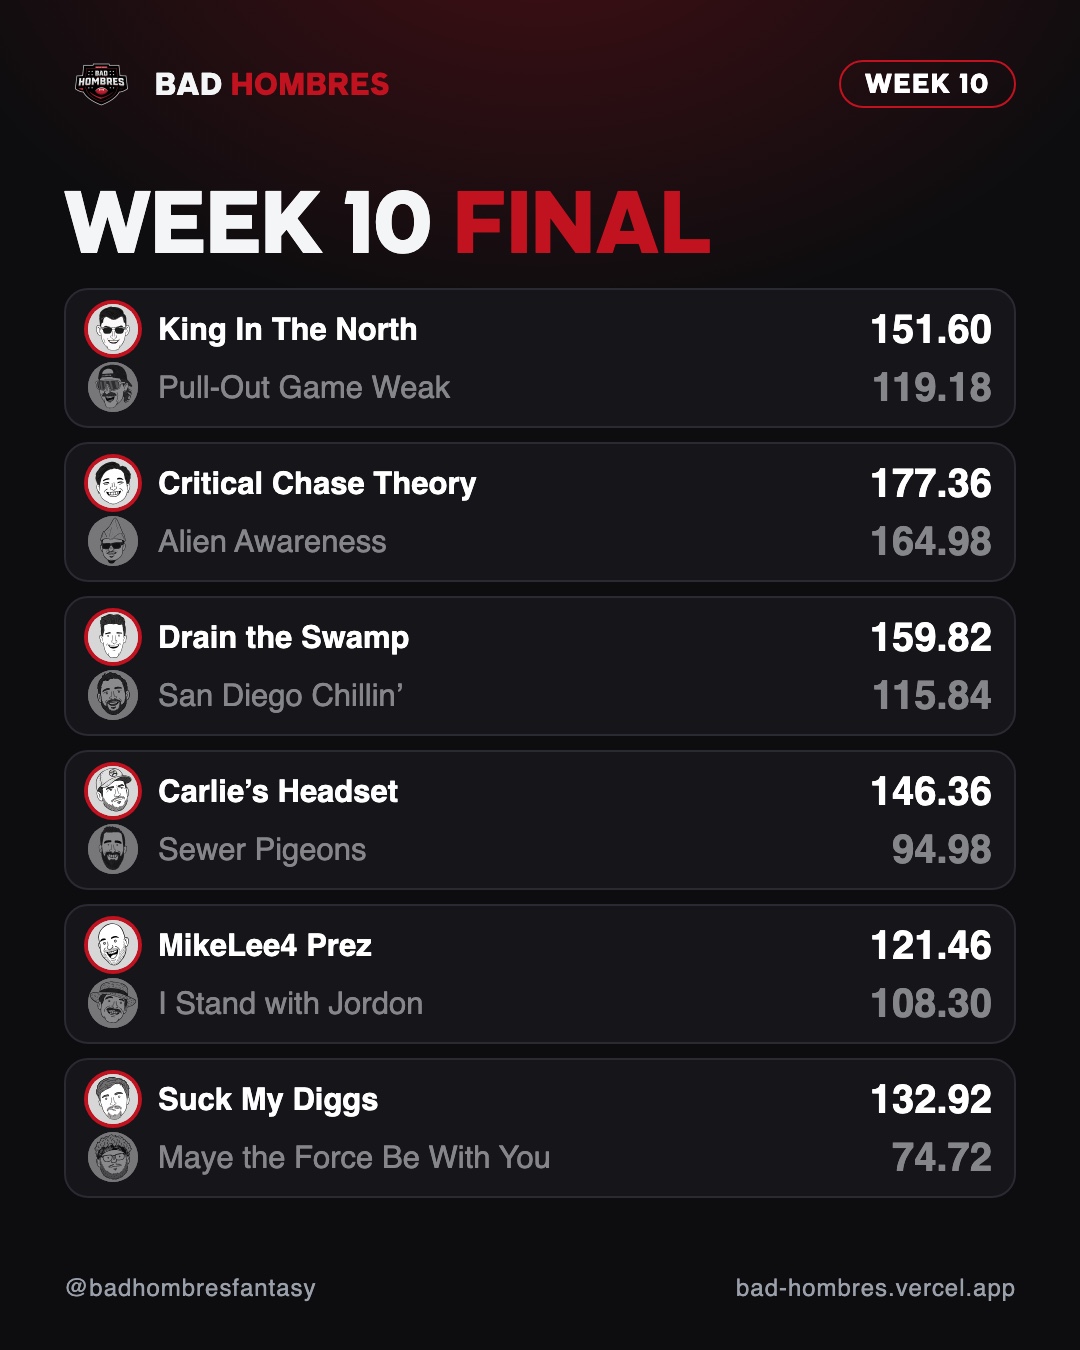 BAD HOMBRES
BAD HOMBRES
WEEK 10
WEEK 10 FINAL
King In The North 151.60
Pull-Out Game Weak 119.18
Critical Chase Theory 177.36
Alien Awareness 164.98
Drain the Swamp 159.82
San Diego Chillin’ 115.84
Carlie’s Headset 146.36
Sewer Pigeons 94.98
MikeLee4 Prez 121.46
I Stand with Jordon 108.30
Suck My Diggs 132.92
Maye the Force Be With You 74.72
@badhombresfantasy
bad-hombres.vercel.app